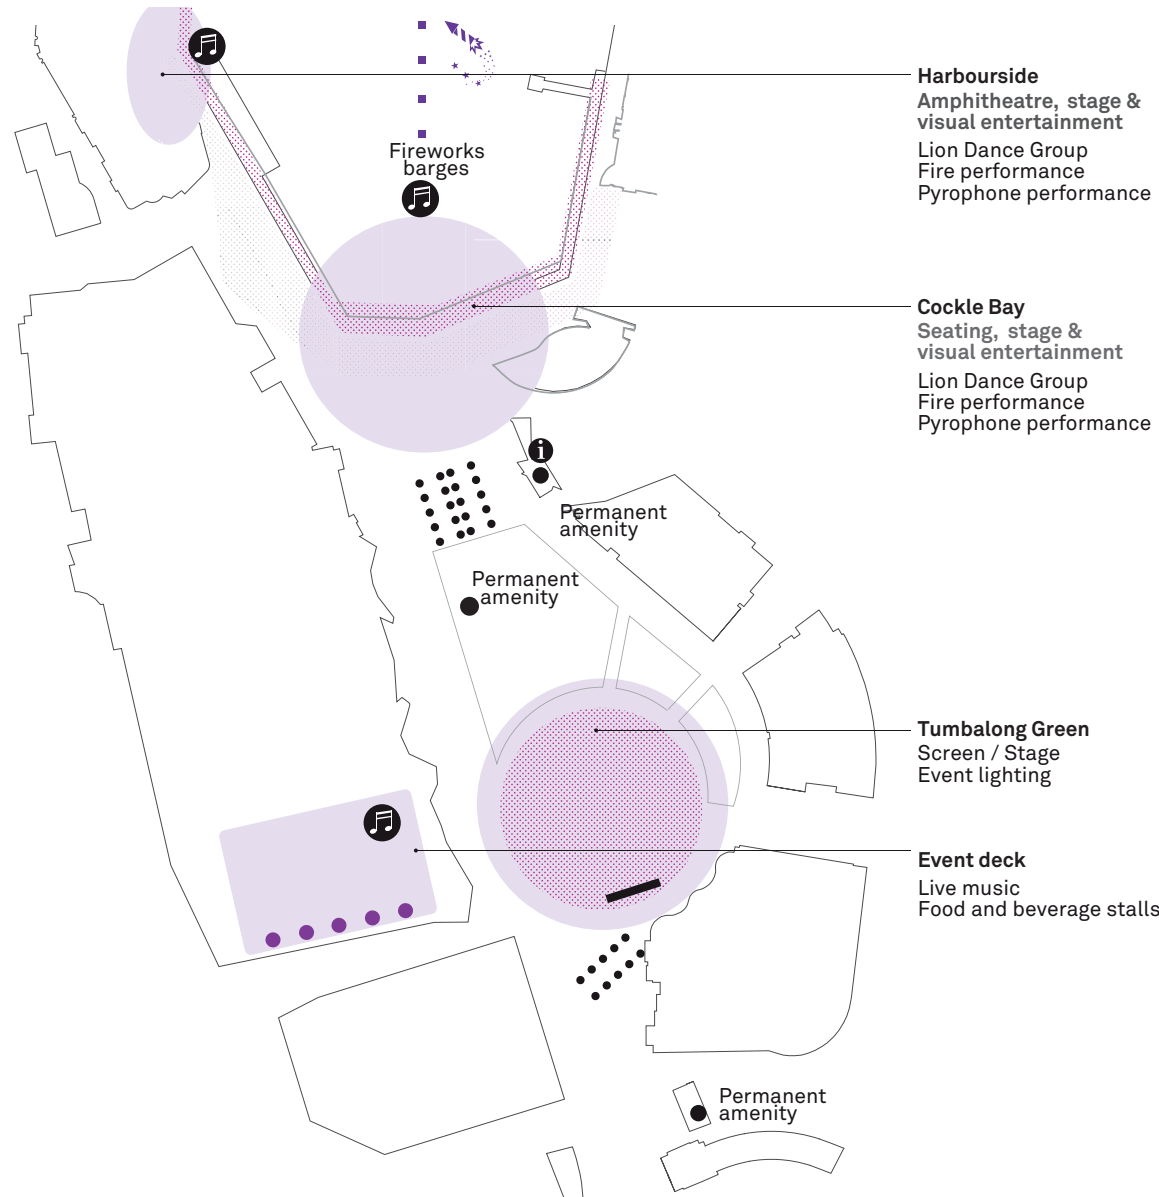 Harbourside
Amphitheatre, stage &
visual entertainment
Lion Dance Group
Fire performance
Pyrophone performance
Fireworks
barges
Cockle Bay
Seating, stage &
visual entertainment
Lion Dance Group
Fire performance
Pyrophone performance
i
Permanent
amenity
Permanent
amenity
Tumbalong Green
Screen / Stage
Event lighting
Event deck
Live music
Food and beverage stalls
Permanent
amenity